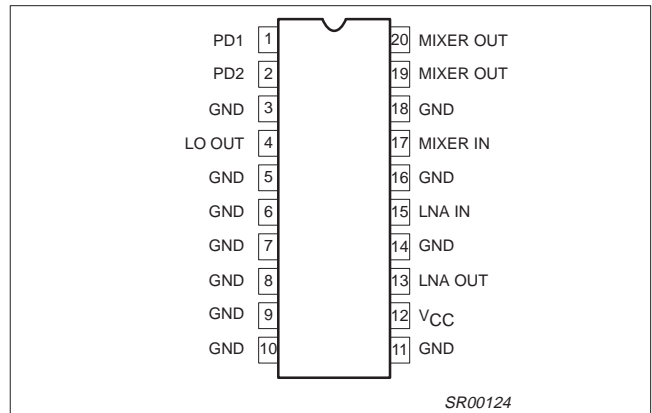 PD1 1 20 MIXER OUT
PD2 2 19 MIXER OUT
GND 3 18 GND
LO OUT 4 17 MIXER IN
GND 5 16 GND
GND 6 15 LNA IN
GND 7 14 GND
GND 8 13 LNA OUT
GND 9 12 VCC
GND 10 11 GND
SR00124